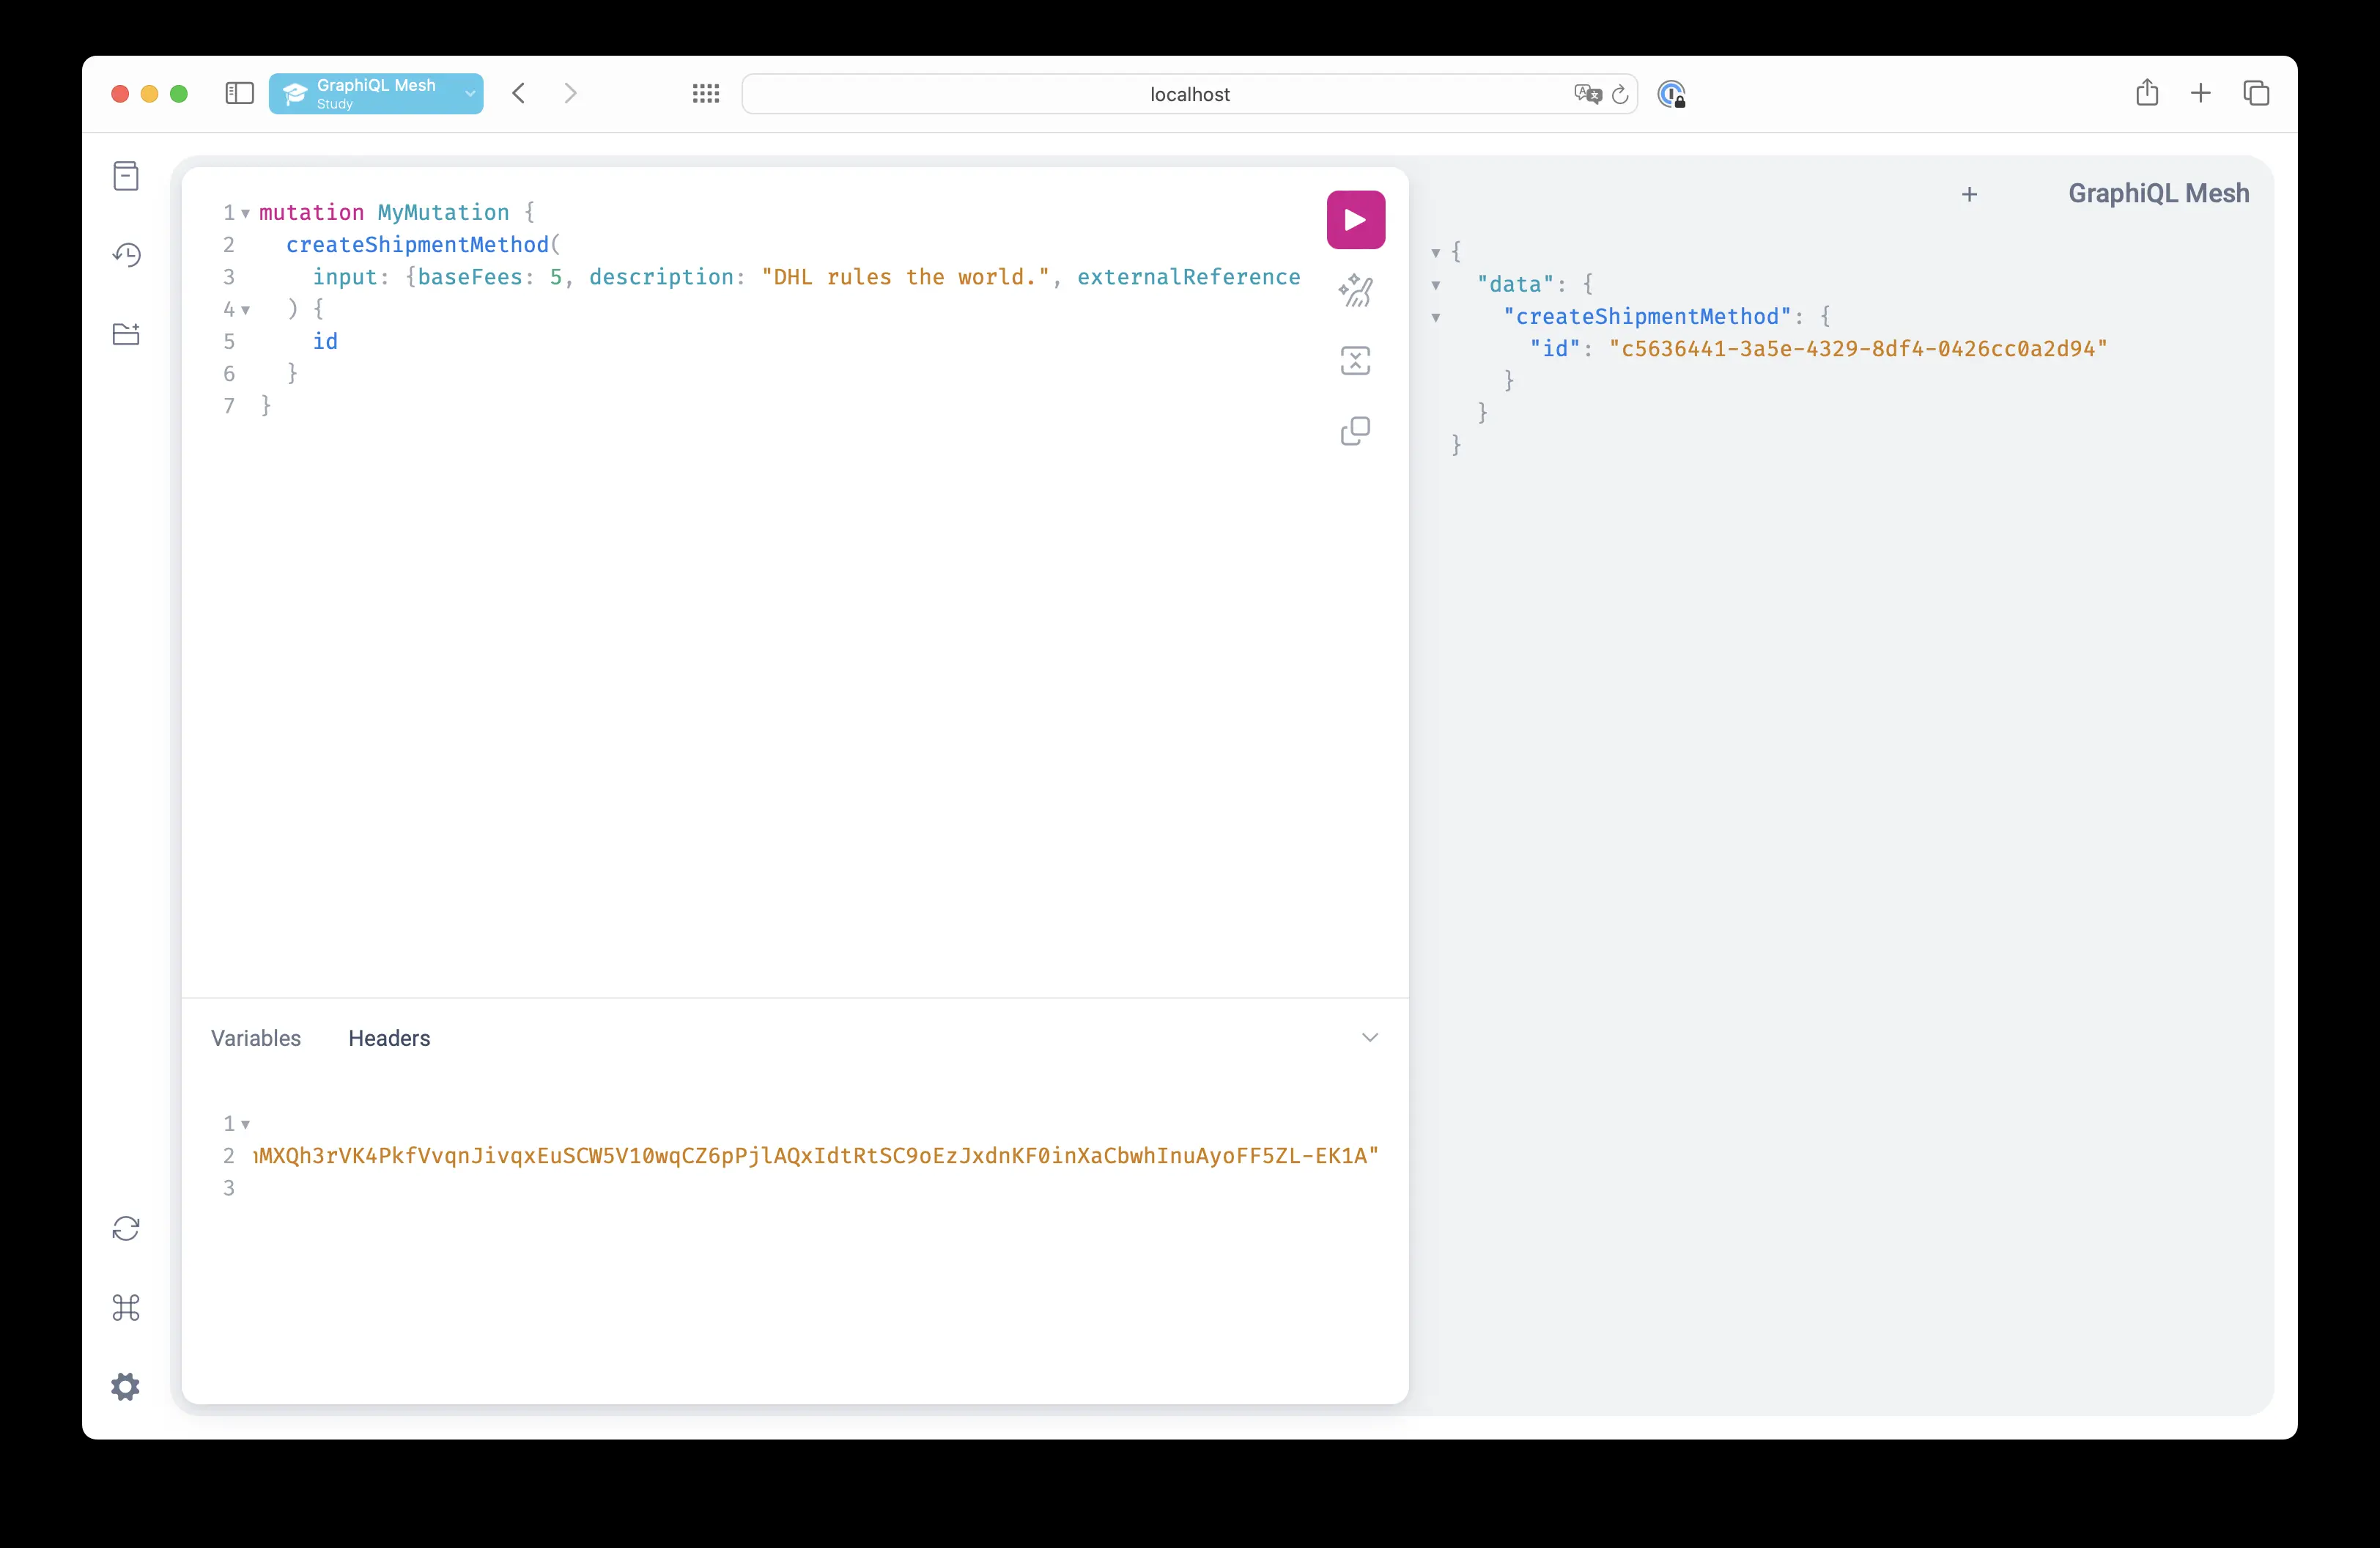 GraphiQL Mesh
Study
localhost
1 mutation MyMutation {
2 createShipmentMethod(
3 input: {baseFees: 5, description: "DHL rules the world.", externalReference
4 ) {
5 id
6 }
7 }
+ GraphiQL Mesh
{
"data": {
"createShipmentMethod": {
"id": "c5636441-3a5e-4329-8df4-0426cc0a2d94"
}
}
}
Variables Headers
1
2 MXQh3rVK4PkfVvqnJivqxEuSCW5V10wqCZ6pPjlAQxIdtRtSC9oEzJxdnKF0inXaCbwhInuAyoFF5ZL-EK1A"
3